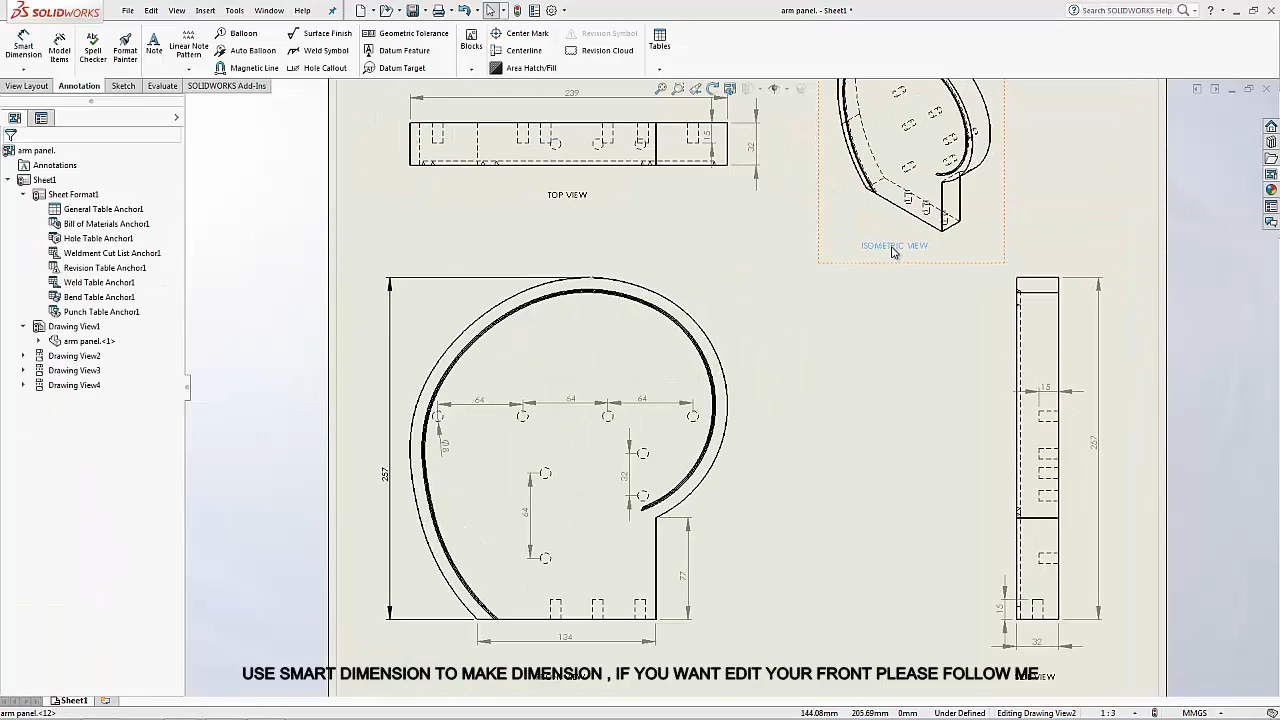 SOLIDWORKS
File Edit View Insert Tools Window Help
arm panel. - Sheet1 *
Search SOLIDWORKS Help
Smart Dimension
Model Items
Spell Checker
Format Painter
Note
Linear Note Pattern
Balloon
Auto Balloon
Magnetic Line
Surface Finish
Weld Symbol
Hole Callout
Geometric Tolerance
Datum Feature
Datum Target
Blocks
Center Mark
Centerline
Area Hatch/Fill
Revision Symbol
Revision Cloud
Tables
View Layout Annotation Sketch Evaluate SOLIDWORKS Add-Ins
arm panel.
Annotations
Sheet1
Sheet Format1
General Table Anchor1
Bill of Materials Anchor1
Hole Table Anchor1
Weldment Cut List Anchor1
Revision Table Anchor1
Weld Table Anchor1
Bend Table Anchor1
Punch Table Anchor1
Drawing View1
arm panel.<1>
Drawing View2
Drawing View3
Drawing View4
239
15
32
TOP VIEW
ISOMETRIC VIEW
257
64 64 64
Ø8
32
64
77
134
15
257
15
32
USE SMART DIMENSION TO MAKE DIMENSION , IF YOU WANT EDIT YOUR FRONT PLEASE FOLLOW ME.
VIEW
Sheet1
arm panel.<12>
144.08mm 205.69mm 0mm Under Defined Editing Drawing View2 1 : 3 MMGS